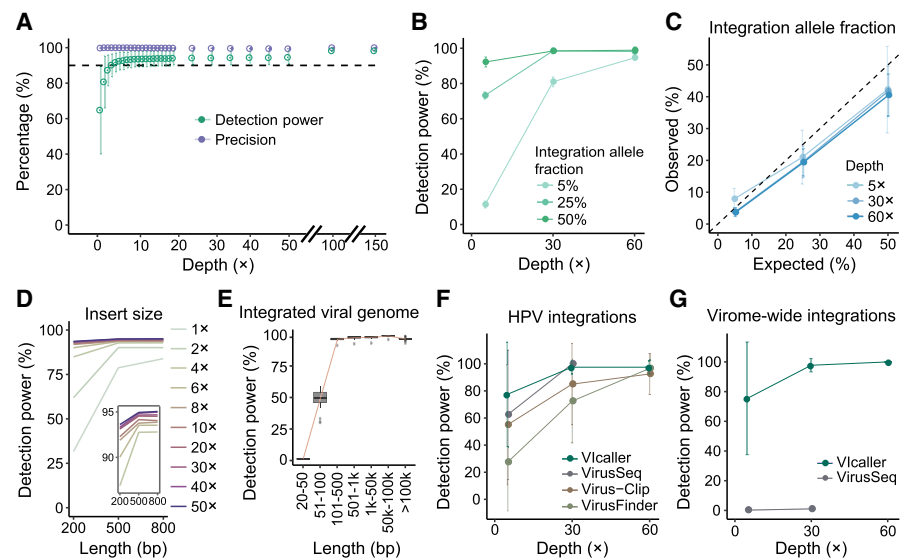 A
Percentage (%)
100
80
60
40
20
0
Detection power
Precision
0
10
20
30
40
50
100
150
Depth (×)
B
Detection power (%)
100
80
60
40
20
0
Integration allele
fraction
5%
25%
50%
0
30
60
Depth (×)
C
Integration allele fraction
Observed (%)
50
40
30
20
10
0
Depth
5×
30×
60×
0
10
20
30
40
50
Expected (%)
D
Insert size
Detection power (%)
100
75
50
25
0
95
90
200
500
800
1×
2×
4×
6×
8×
10×
20×
30×
40×
50×
200
500
800
Length (bp)
E
Integrated viral genome
Detection power (%)
100
75
50
25
0
20-50
51-100
101-500
501-1k
1k-50k
50k-100k
>100k
Length (bp)
F
HPV integrations
Detection power (%)
100
80
60
40
20
0
VIcaller
VirusSeq
Virus−Clip
VirusFinder
0
30
60
Depth (×)
G
Virome-wide integrations
Detection power (%)
100
80
60
40
20
0
VIcaller
VirusSeq
0
30
60
Depth (×)